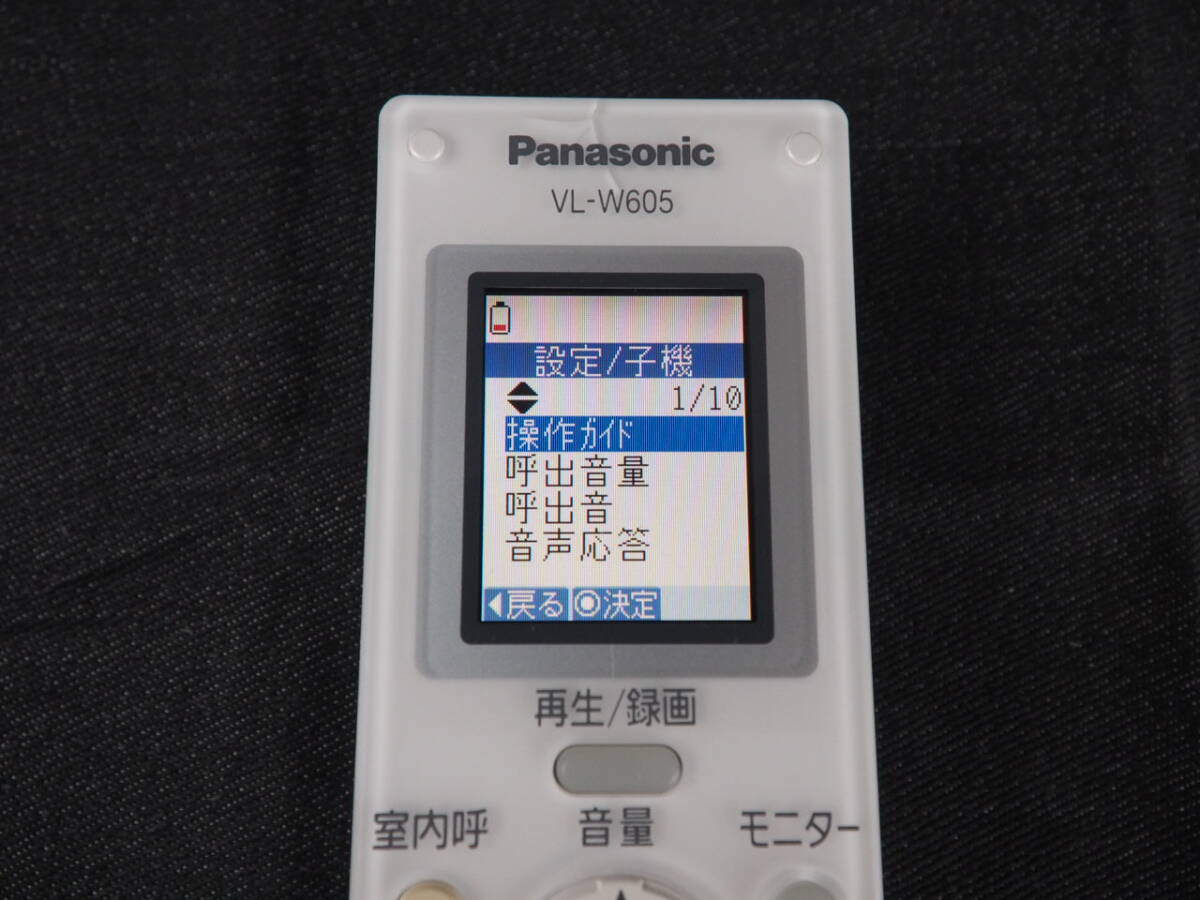 Panasonic
VL-W605
設定/子機
1/10
操作ガイド
呼出音量
呼出音
音声応答
戻る 決定
再生/録画
室内呼 音量 モニター